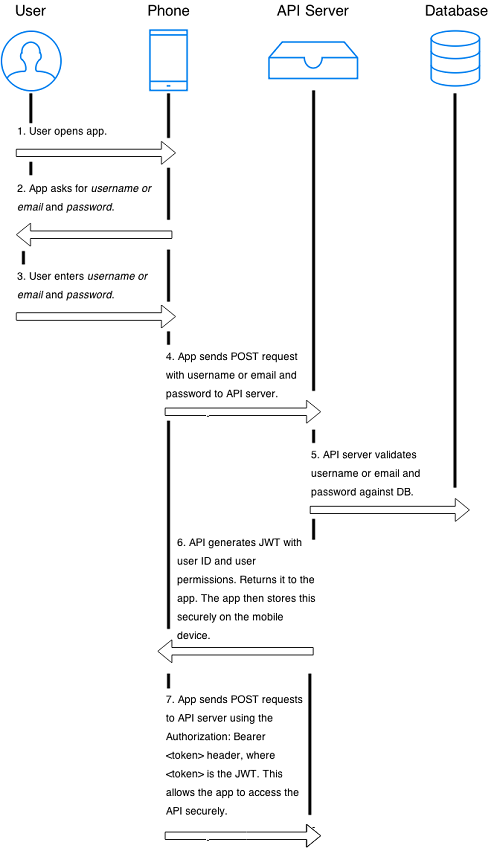 User
Phone
API Server
Database
1. User opens app.
2. App asks for username or
email and password.
3. User enters username or
email and password.
4. App sends POST request
with username or email and
password to API server.
5. API server validates
username or email and
password against DB.
6. API generates JWT with
user ID and user
permissions. Returns it to the
app. The app then stores this
securely on the mobile
device.
7. App sends POST requests
to API server using the
Authorization: Bearer
<token> header, where
<token> is the JWT. This
allows the app to access the
API securely.